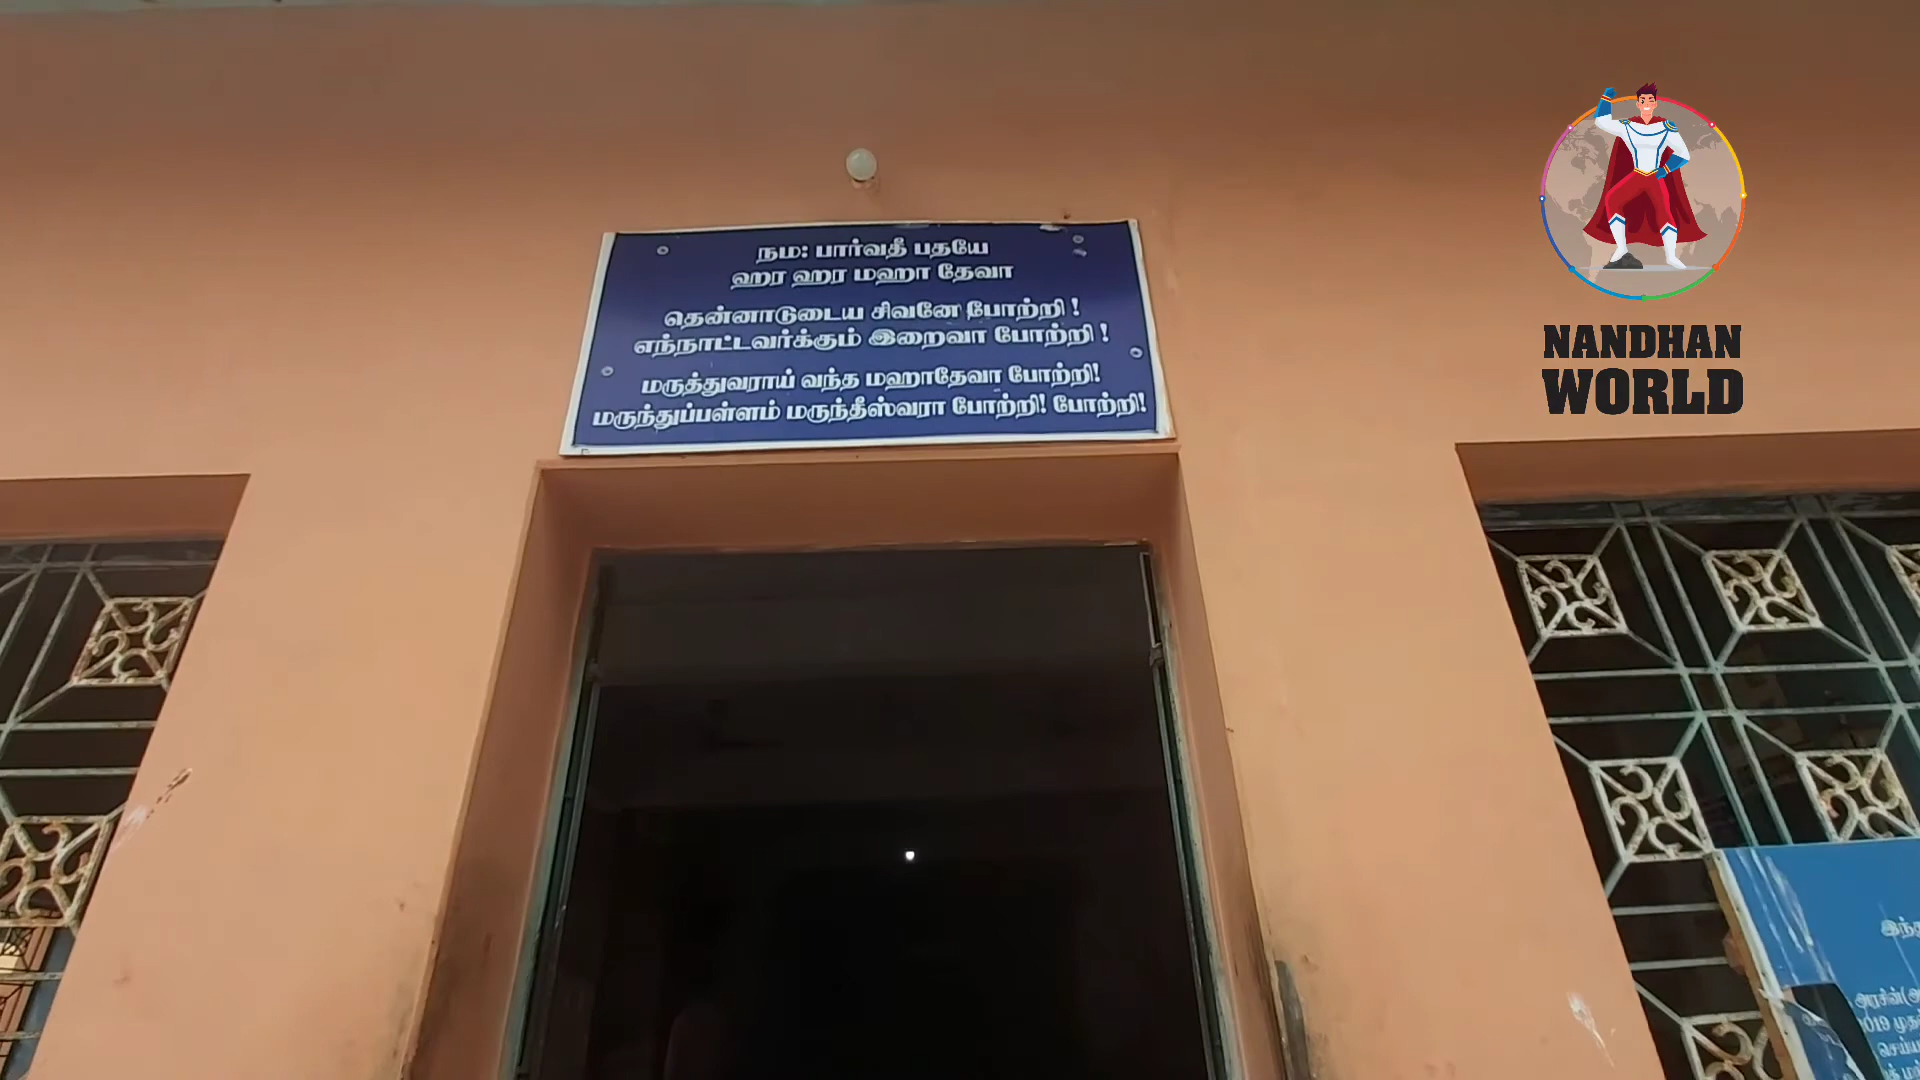 நம: பார்வதீ பதயே
ஹர ஹர மஹா தேவா
தென்னாடுடைய சிவனே போற்றி !
எந்நாட்டவர்க்கும் இறைவா போற்றி !
மருத்துவராய் வந்த மஹாதேவா போற்றி!
மருந்துப்பள்ளம் மருந்தீஸ்வரா போற்றி! போற்றி!
NANDHAN
WORLD